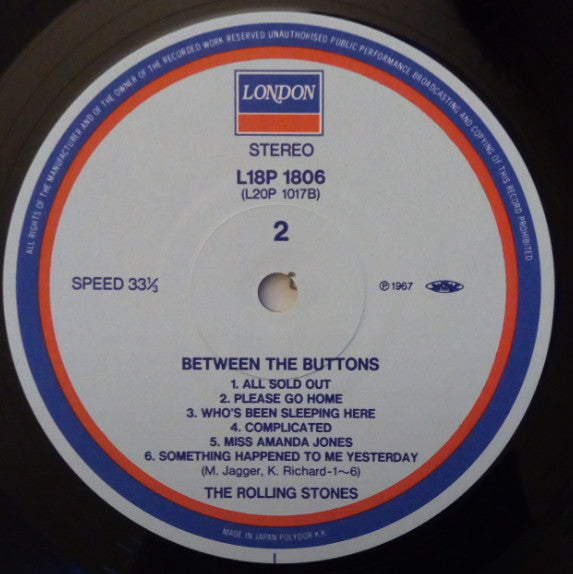 ALL RIGHTS OF THE MANUFACTURER AND OF THE OWNER OF THE RECORDED WORK RESERVED UNAUTHORISED PUBLIC PERFORMANCE BROADCASTING AND COPYING OF THIS RECORD PROHIBITED
LONDON
STEREO
L18P 1806
(L20P 1017B)
2
SPEED 33⅓
℗ 1967
BETWEEN THE BUTTONS
1. ALL SOLD OUT
2. PLEASE GO HOME
3. WHO'S BEEN SLEEPING HERE
4. COMPLICATED
5. MISS AMANDA JONES
6. SOMETHING HAPPENED TO ME YESTERDAY
(M. Jagger, K. Richard-1~6)
THE ROLLING STONES
MADE IN JAPAN POLYDOR K.K.